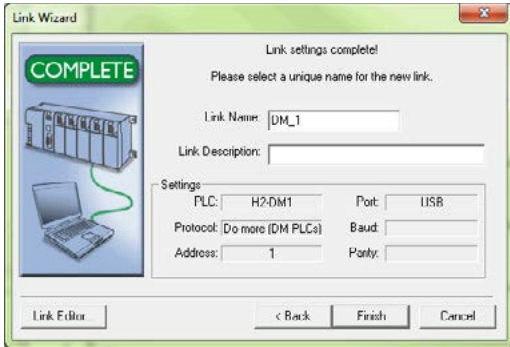 Link Wizard
COMPLETE
Link settings complete!
Please select a unique name for the new link.
Link Name: DM_1
Link Description:
Settings
PLC: H2-DM1 Port: USB
Protocol: Do more (DM PLCs) Baud:
Address: 1 Parity:
Link Editor... < Back Finish Cancel